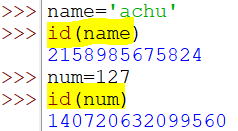 >>> name='achu'
>>> id(name)
2158985675824
>>> num=127
>>> id(num)
140720632099560